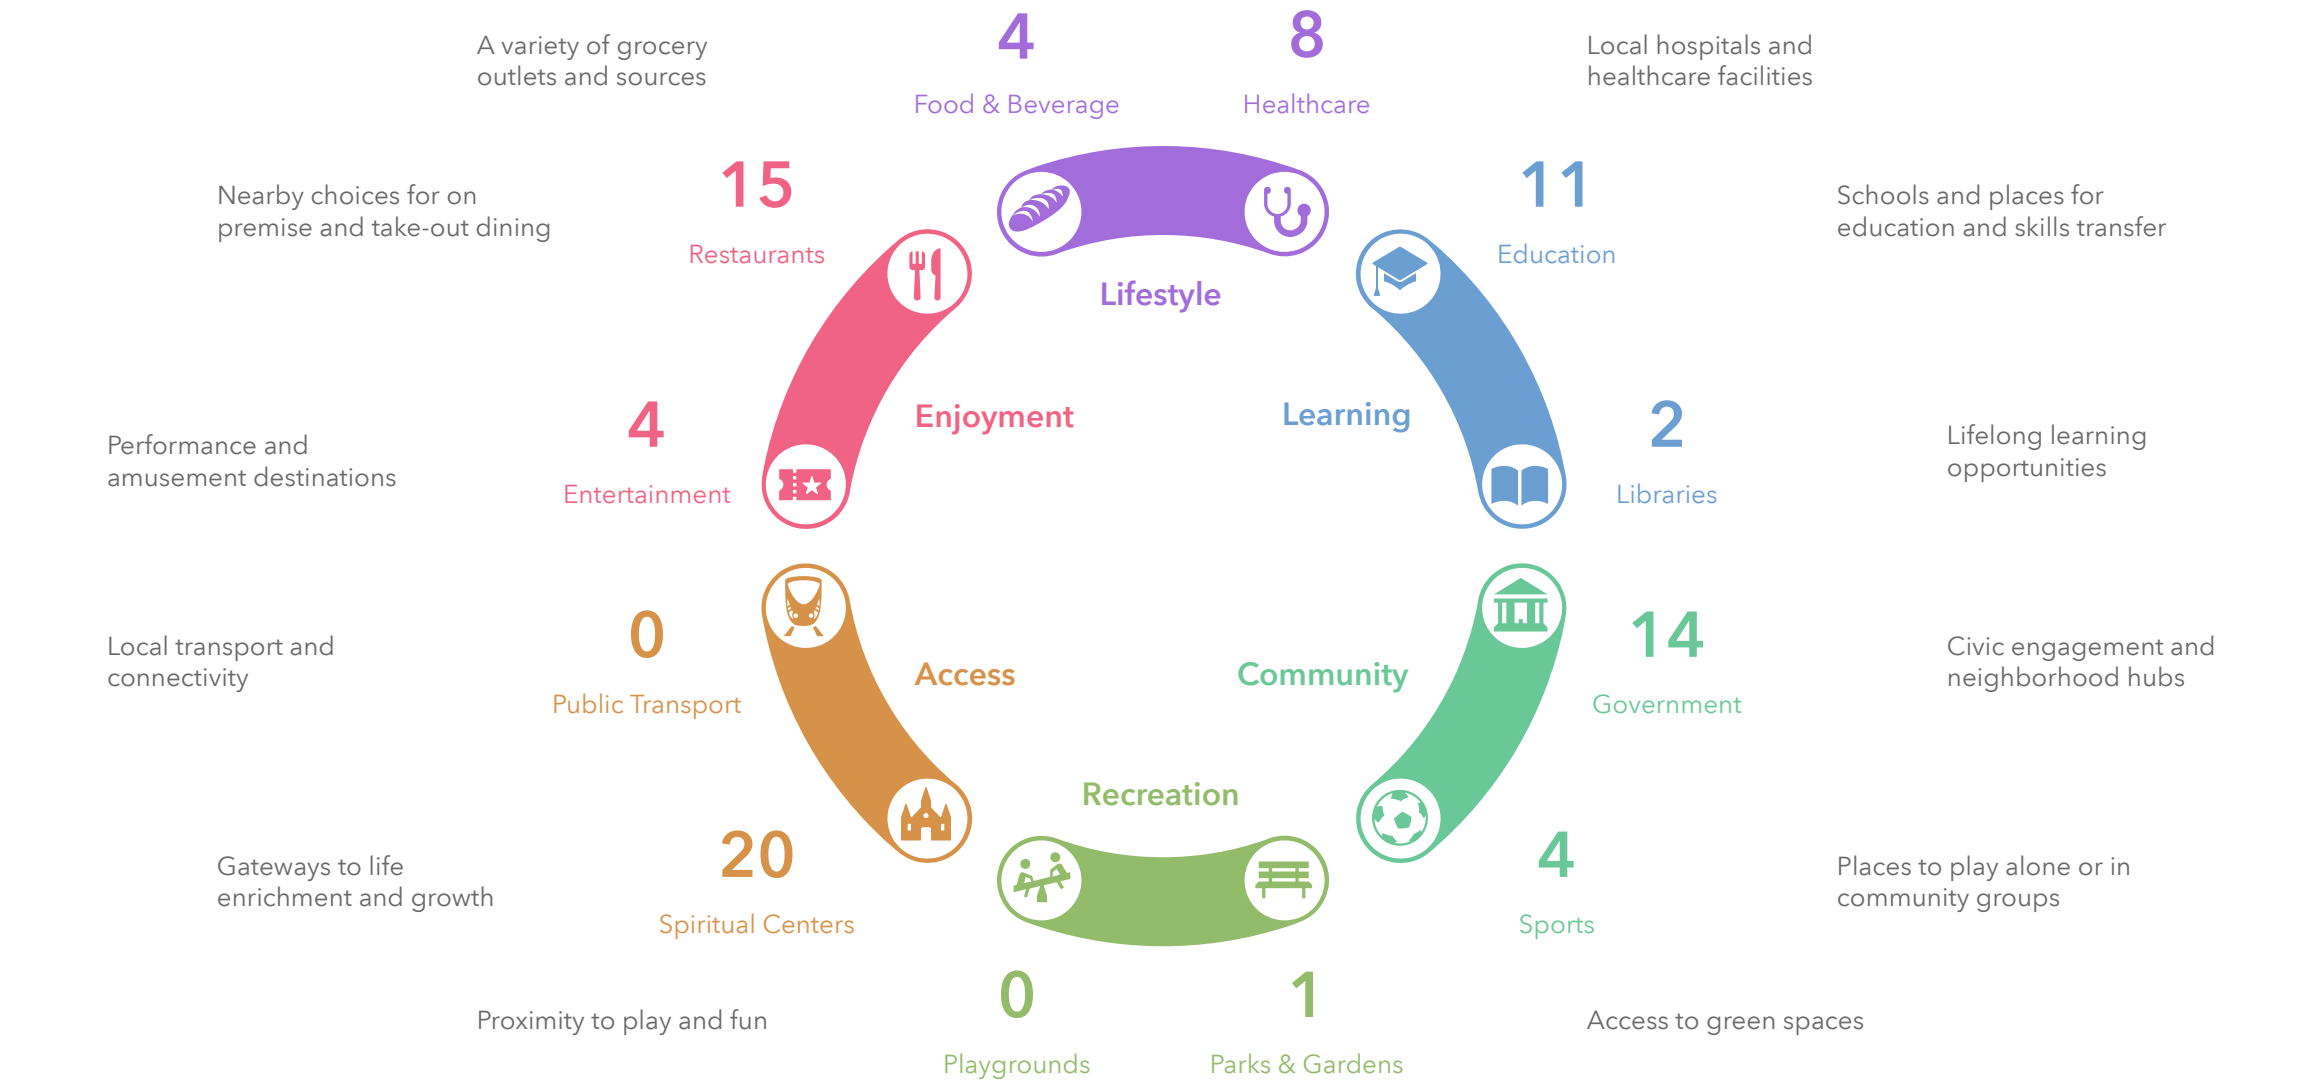 A variety of grocery
outlets and sources
4
Food & Beverage
8
Healthcare
Local hospitals and
healthcare facilities
Nearby choices for on
premise and take-out dining
15
Restaurants
11
Education
Schools and places for
education and skills transfer
Lifestyle
Performance and
amusement destinations
4
Entertainment
Enjoyment
Learning
2
Libraries
Lifelong learning
opportunities
Local transport and
connectivity
0
Public Transport
Access
Community
14
Government
Civic engagement and
neighborhood hubs
Recreation
Gateways to life
enrichment and growth
20
Spiritual Centers
4
Sports
Places to play alone or in
community groups
Proximity to play and fun
0
Playgrounds
1
Parks & Gardens
Access to green spaces